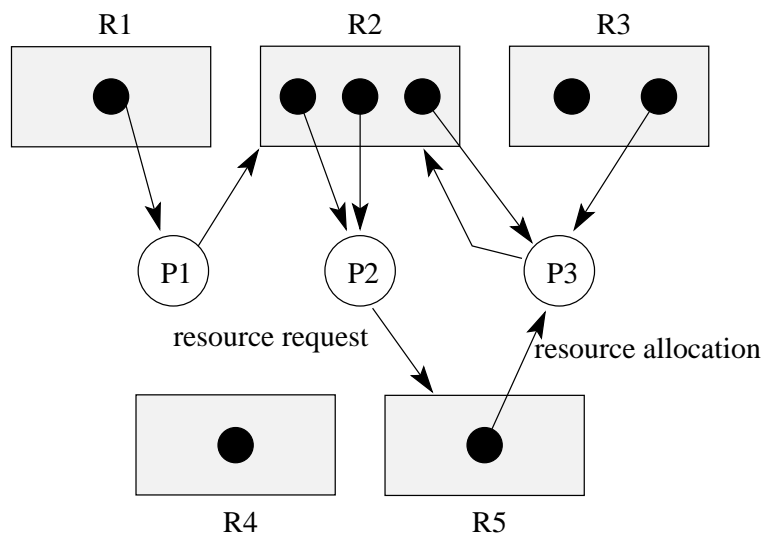 R1
R2
R3
P1
P2
P3
resource request
resource allocation
R4
R5